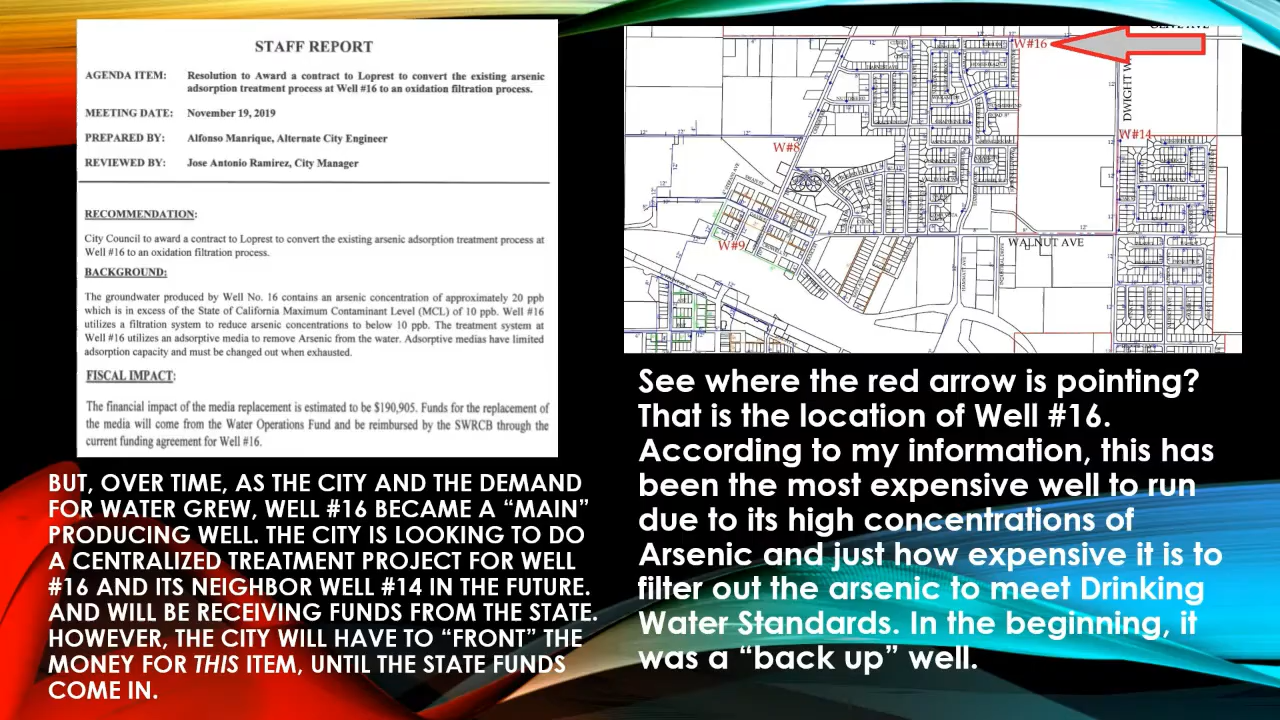 STAFF REPORT
AGENDA ITEM: Resolution to Award a contract to Loprest to convert the existing arsenic
adsorption treatment process at Well #16 to an oxidation filtration process.
MEETING DATE: November 19, 2019
PREPARED BY: Alfonso Manrique, Alternate City Engineer
REVIEWED BY: Jose Antonio Ramirez, City Manager
RECOMMENDATION:
City Council to award a contract to Loprest to convert the existing arsenic adsorption treatment process at
Well #16 to an oxidation filtration process.
BACKGROUND:
The groundwater produced by Well No. 16 contains an arsenic concentration of approximately 20 ppb
which is in excess of the State of California Maximum Contaminant Level (MCL) of 10 ppb. Well #16
utilizes a filtration system to reduce arsenic concentrations to below 10 ppb. The treatment system at
Well #16 utilizes an adsorptive media to remove Arsenic from the water. Adsorptive medias have limited
adsorption capacity and must be changed out when exhausted.
FISCAL IMPACT:
The financial impact of the media replacement is estimated to be $190,905. Funds for the replacement of
the media will come from the Water Operations Fund and be reimbursed by the SWRCB through the
current funding agreement for Well #16.
BUT, OVER TIME, AS THE CITY AND THE DEMAND
FOR WATER GREW, WELL #16 BECAME A “MAIN”
PRODUCING WELL. THE CITY IS LOOKING TO DO
A CENTRALIZED TREATMENT PROJECT FOR WELL
#16 AND ITS NEIGHBOR WELL #14 IN THE FUTURE.
AND WILL BE RECEIVING FUNDS FROM THE STATE.
HOWEVER, THE CITY WILL HAVE TO “FRONT” THE
MONEY FOR THIS ITEM, UNTIL THE STATE FUNDS
COME IN.
W#16
DWIGHT W
W#14
W#8
W#9
WALNUT AVE
See where the red arrow is pointing?
That is the location of Well #16.
According to my information, this has
been the most expensive well to run
due to its high concentrations of
Arsenic and just how expensive it is to
filter out the arsenic to meet Drinking
Water Standards. In the beginning, it
was a “back up” well.